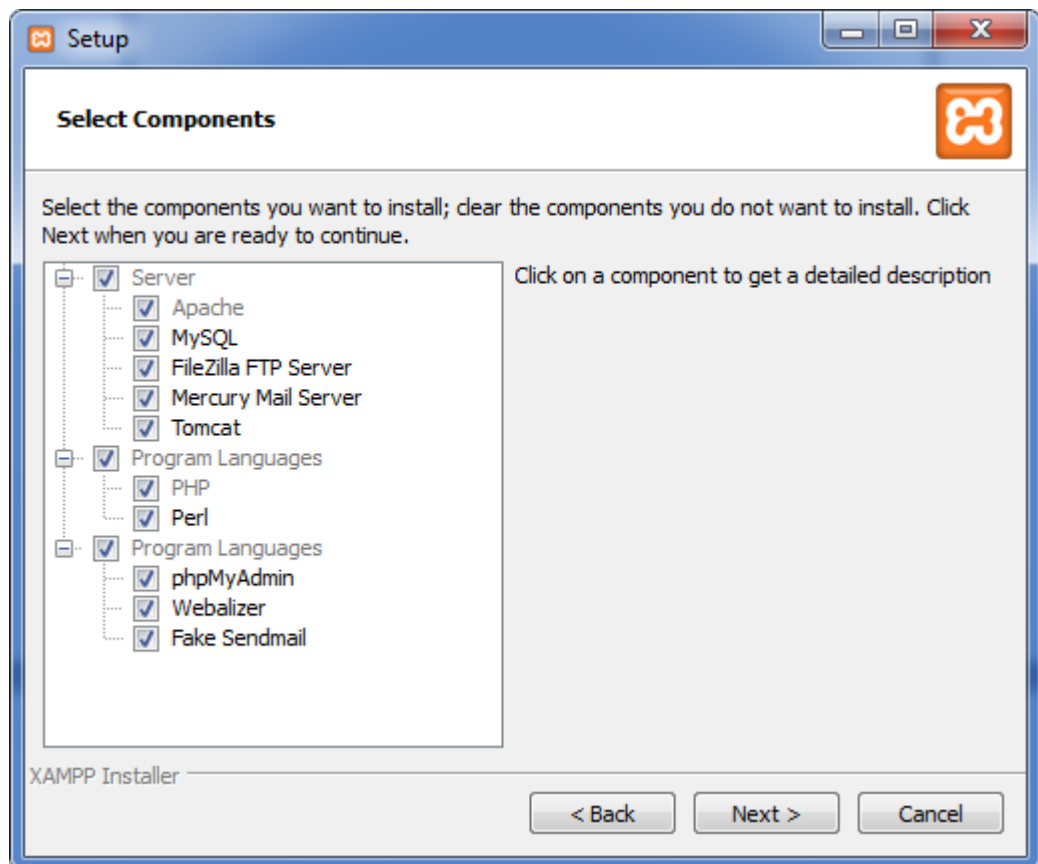 Setup
Select Components
Select the components you want to install; clear the components you do not want to install. Click
Next when you are ready to continue.
Server
Apache
MySQL
FileZilla FTP Server
Mercury Mail Server
Tomcat
Program Languages
PHP
Perl
Program Languages
phpMyAdmin
Webalizer
Fake Sendmail
Click on a component to get a detailed description
XAMPP Installer
< Back
Next >
Cancel